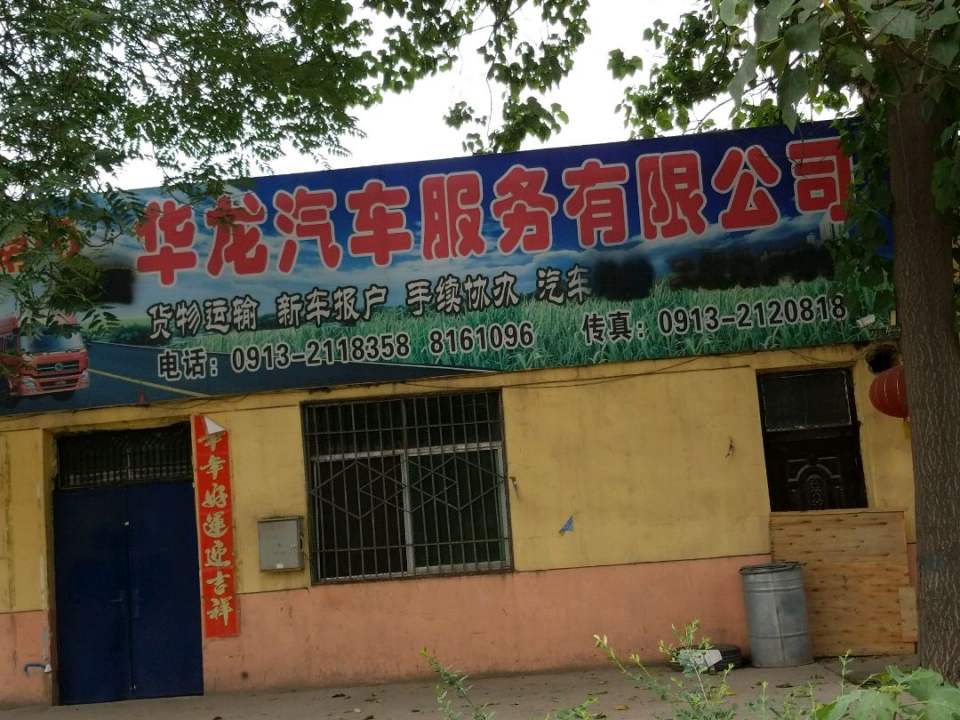 华龙汽车服务有限公司
货物运输 新车报户 手续协办 汽车
电话：0913-2118358 8161096 传真：0913-2120818
年年好運迎吉祥